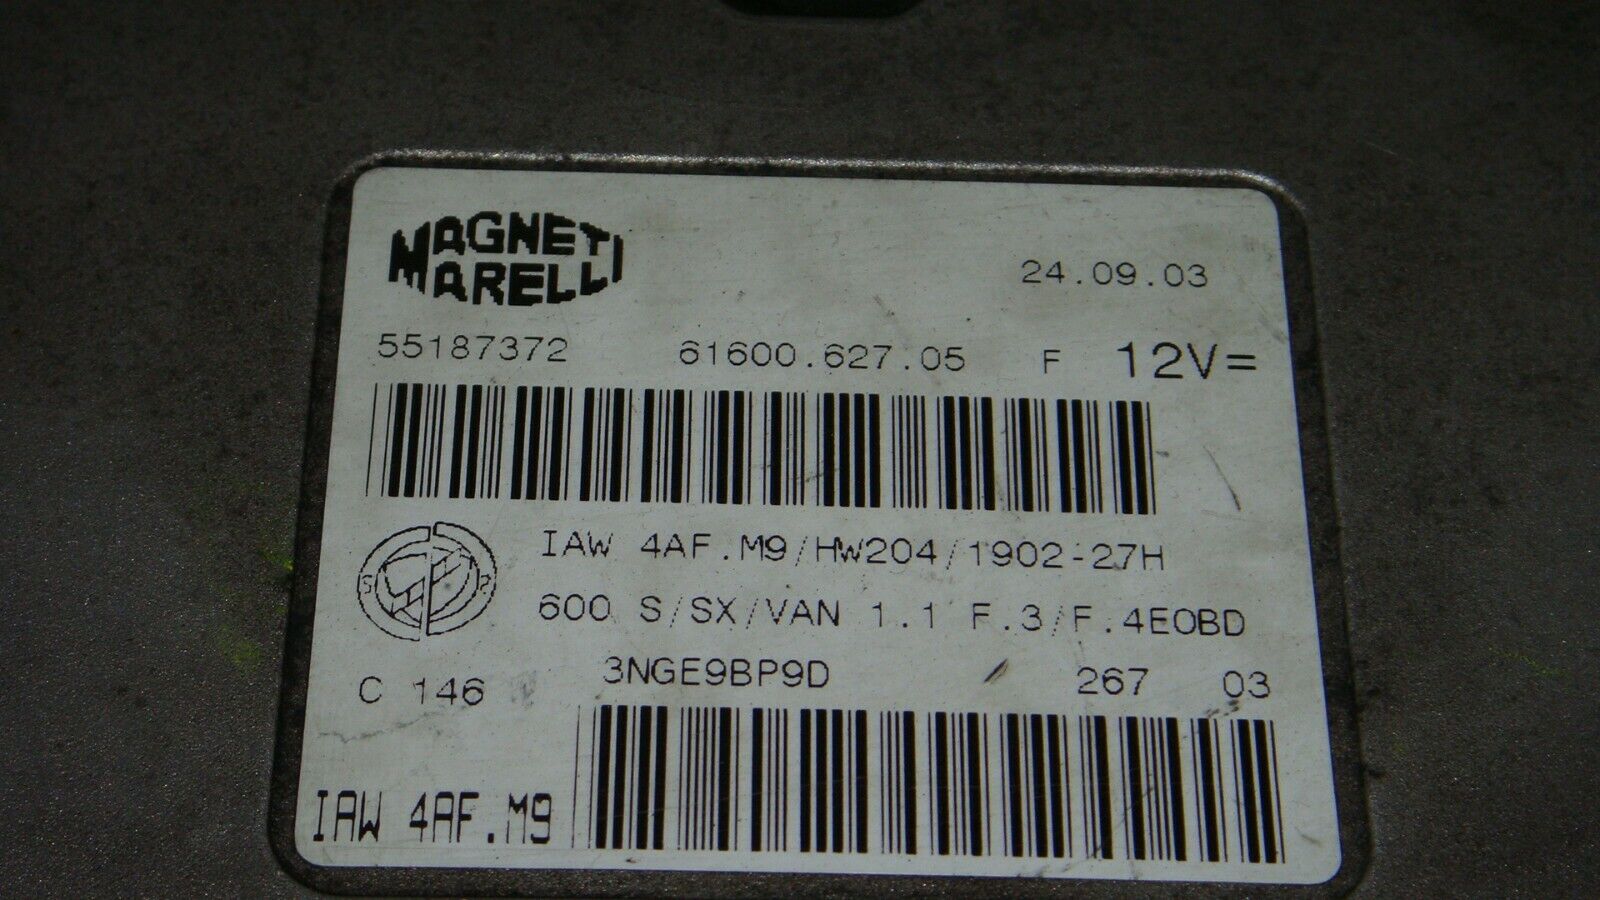 MAGNETI
MARELLI
24.09.03
55187372 61600.627.05 F 12V=
IAW 4AF.M9/HW204/1902-27H
600 S/SX/VAN 1.1 F.3/F.4EOBD
C 146 3NGE9BP9D 267 03
IAW 4AF.M9